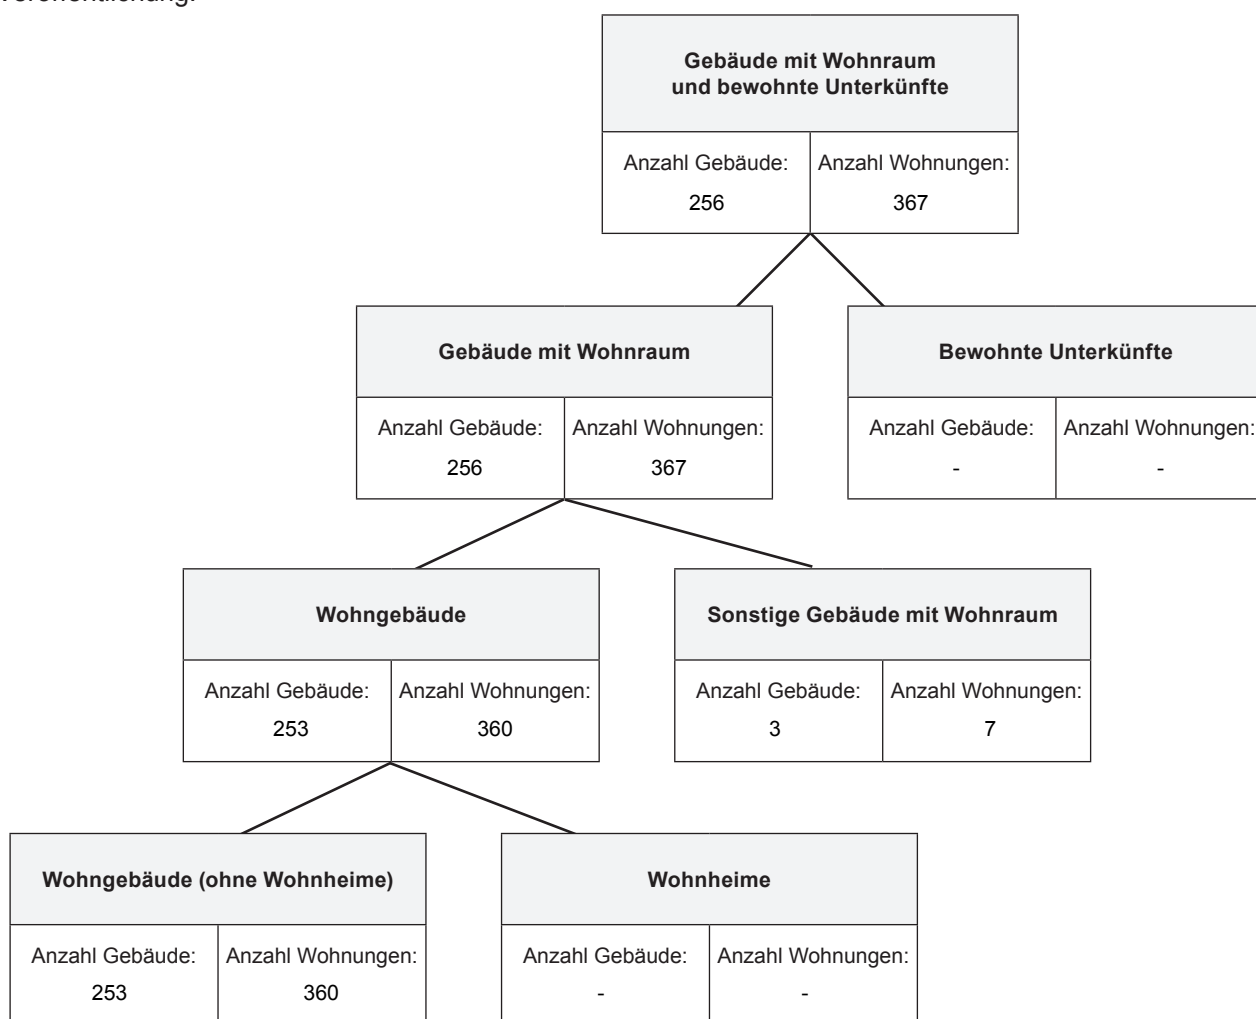 Veröffentlichung.
Gebäude mit Wohnraum
und bewohnte Unterkünfte
Anzahl Gebäude: Anzahl Wohnungen:
256 367
Gebäude mit Wohnraum
Bewohnte Unterkünfte
Anzahl Gebäude: Anzahl Wohnungen:
256 367
Anzahl Gebäude: Anzahl Wohnungen:
- -
Wohngebäude
Sonstige Gebäude mit Wohnraum
Anzahl Gebäude: Anzahl Wohnungen:
253 360
Anzahl Gebäude: Anzahl Wohnungen:
3 7
Wohngebäude (ohne Wohnheime)
Wohnheime
Anzahl Gebäude: Anzahl Wohnungen:
253 360
Anzahl Gebäude: Anzahl Wohnungen:
- -